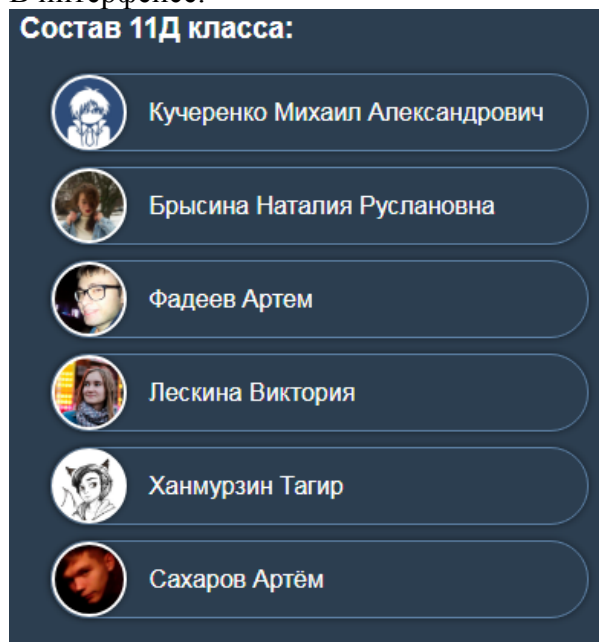 Состав 11Д класса:
Кучеренко Михаил Александрович
Брысина Наталия Руслановна
Фадеев Артем
Лескина Виктория
Ханмурзин Тагир
Сахаров Артём